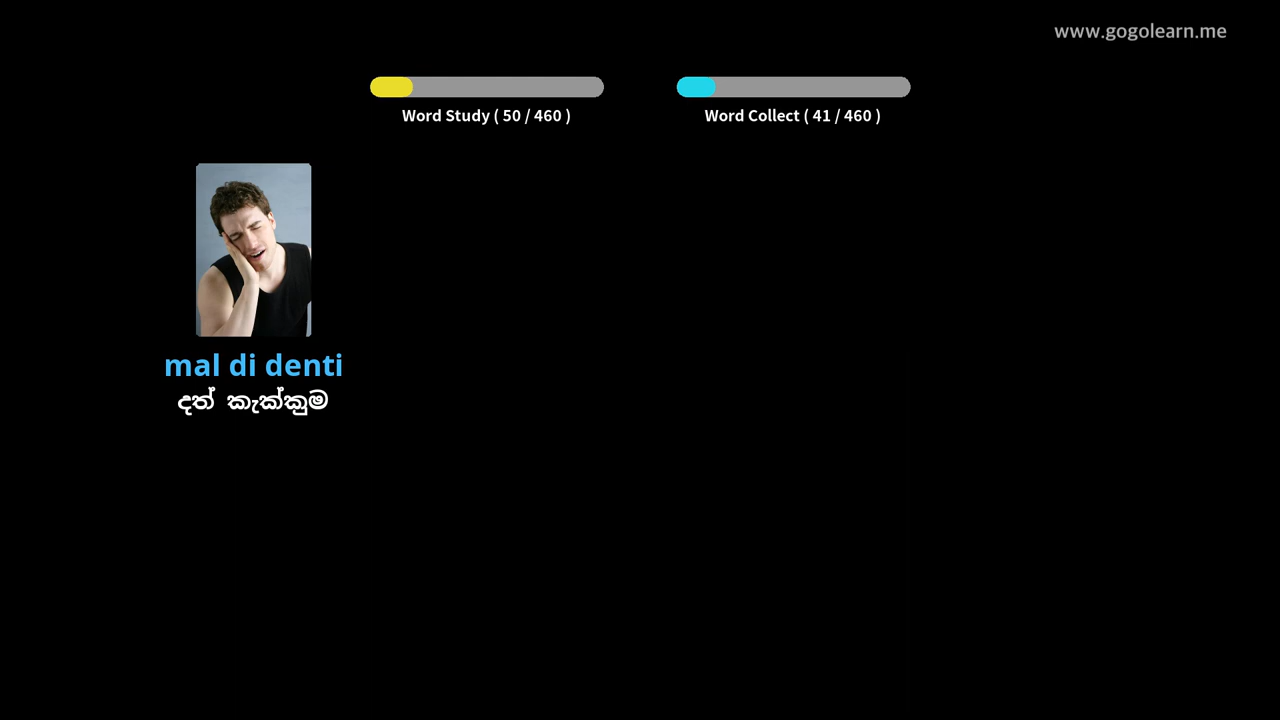 www.gogolearn.me
Word Study ( 50 / 460 )
Word Collect ( 41 / 460 )
mal di denti
දත් කැක්කුම